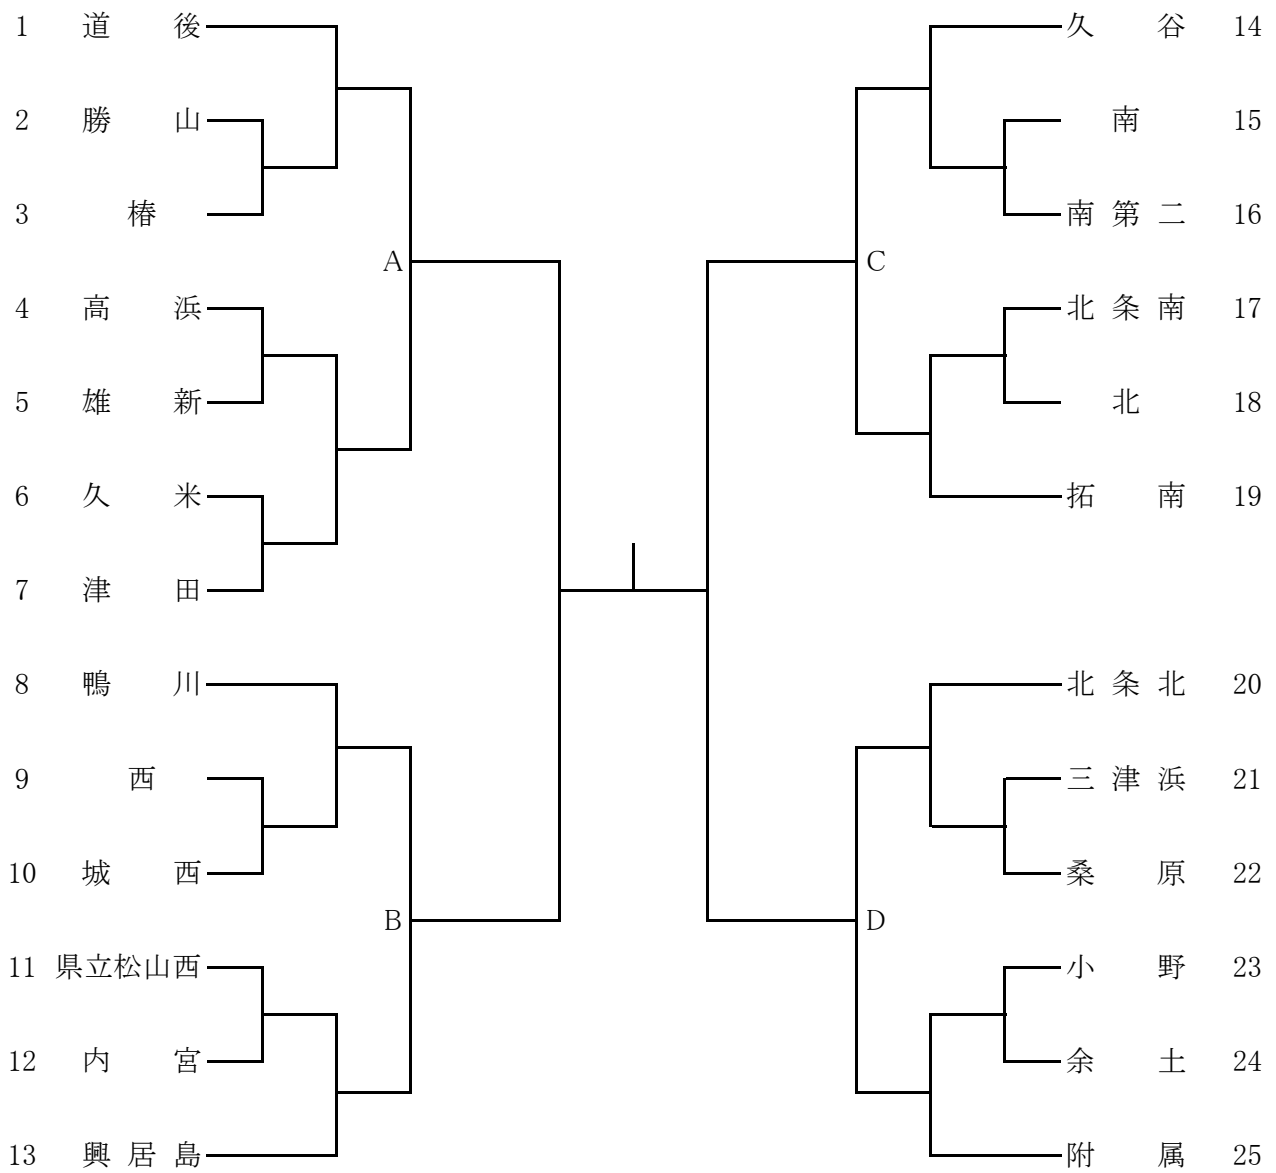 1 道後
2 勝山
3 椿
A
4 高浜
5 雄新
6 久米
7 津田
8 鴨川
9 西
10 城西
B
11 県立松山西
12 内宮
13 興居島
久谷 14
南 15
南第二 16
C
北条南 17
北 18
拓南 19
北条北 20
三津浜 21
桑原 22
D
小野 23
余土 24
附属 25